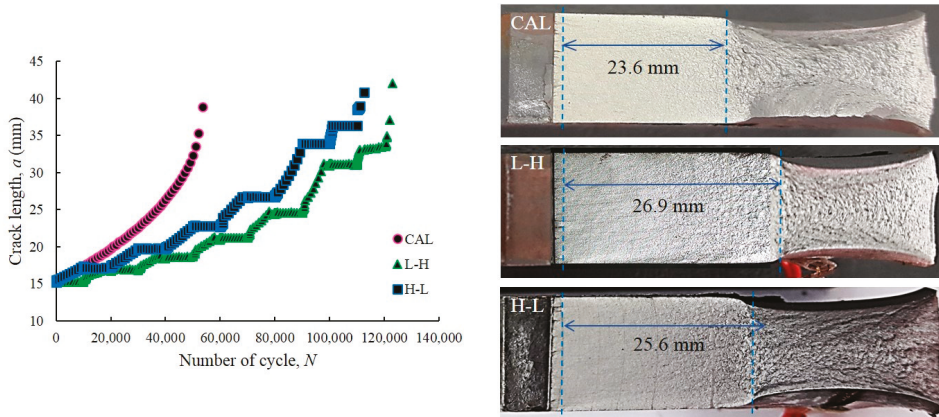 Crack length, a (mm)
45
40
35
30
25
20
15
10
0
20,000
40,000
60,000
80,000
100,000
120,000
140,000
Number of cycle, N
CAL
L-H
H-L
CAL
23.6 mm
L-H
26.9 mm
H-L
25.6 mm